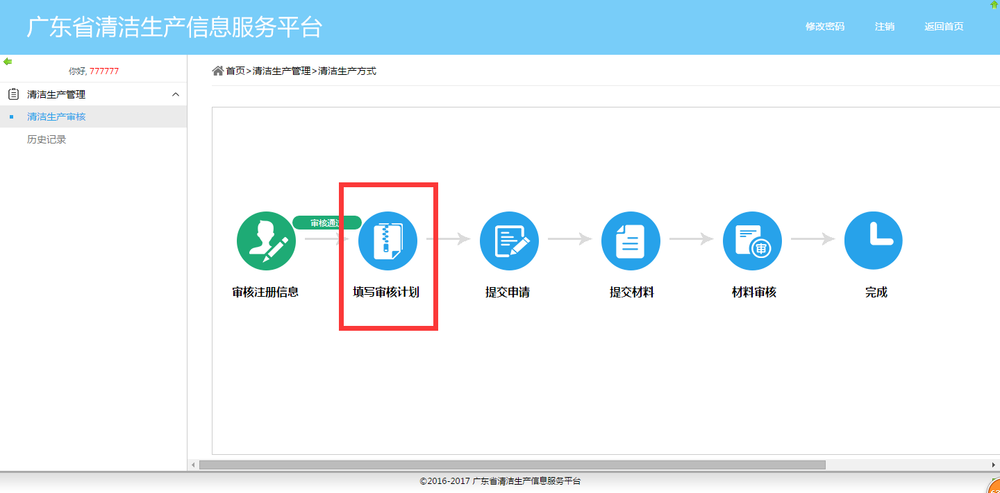 广东省清洁生产信息服务平台
修改密码 注销 返回首页
你好, 777777
首页>清洁生产管理>清洁生产方式
清洁生产管理
清洁生产审核
历史记录
审核通
审
审核注册信息 填写审核计划 提交申请 提交材料 材料审核 完成
©2016-2017 广东省清洁生产信息服务平台